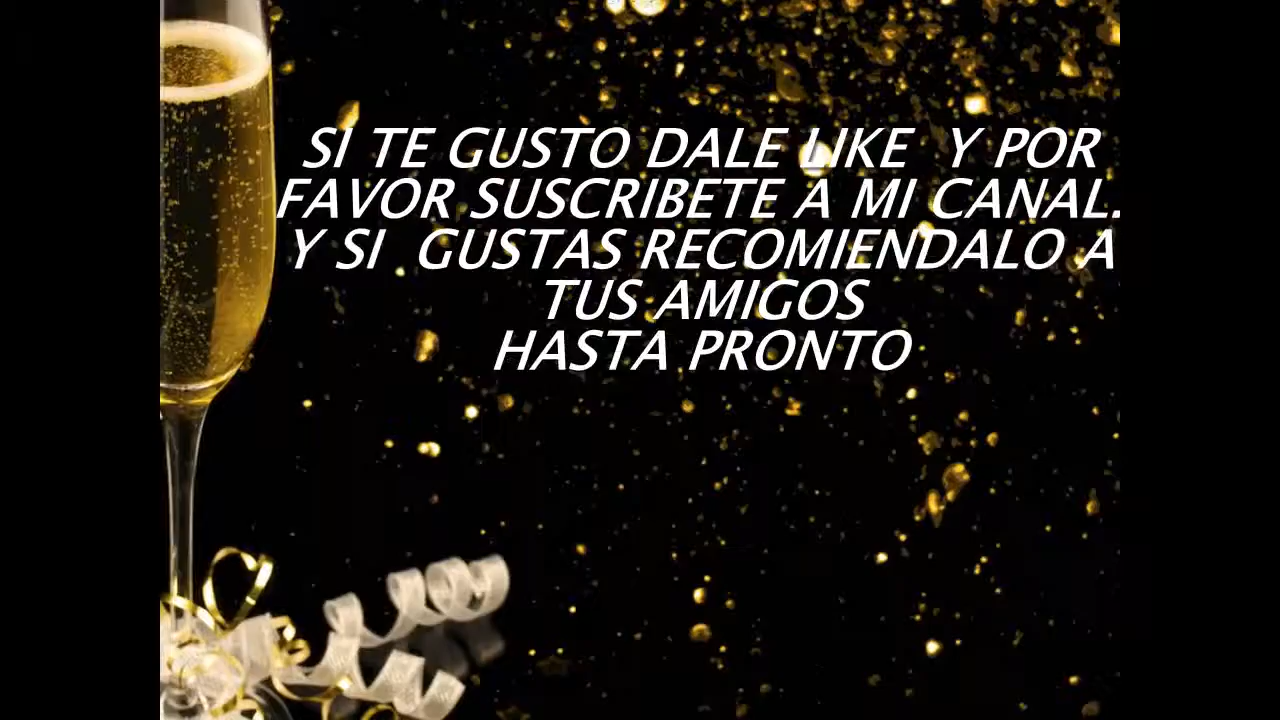 SI TE GUSTO DALE LIKE Y POR
FAVOR SUSCRIBETE A MI CANAL.
Y SI GUSTAS RECOMIENDALO A
TUS AMIGOS
HASTA PRONTO